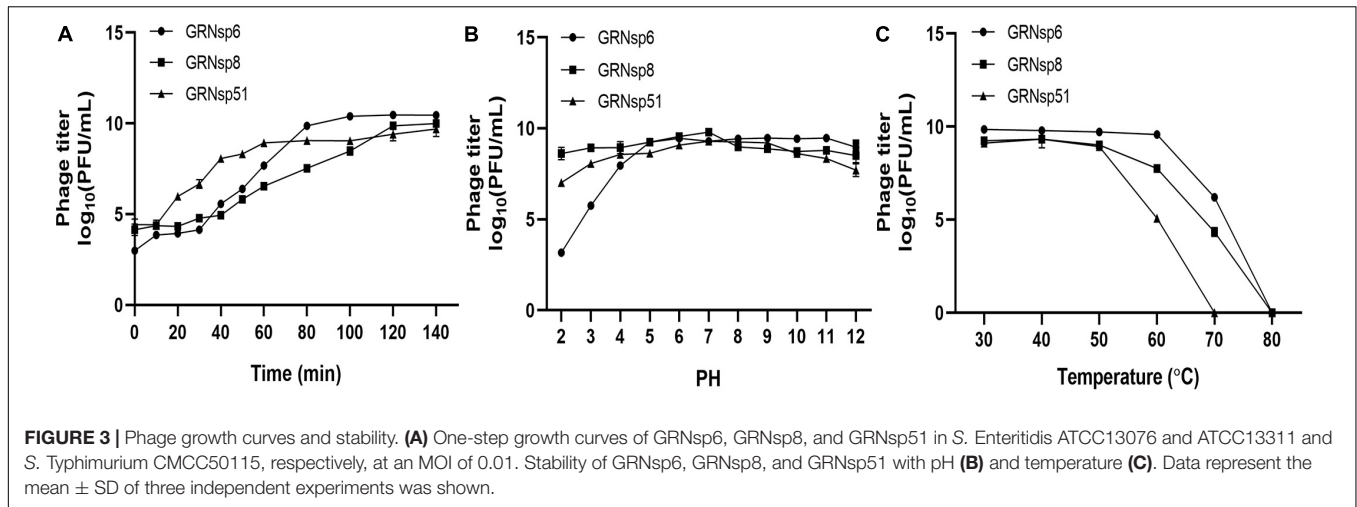 A
GRNsp6
GRNsp8
GRNsp51
Phage titer
log10(PFU/mL)
15
10
5
0
0 20 40 60 80 100 120 140
Time (min)
B
GRNsp6
GRNsp8
GRNsp51
Phage titer
log10(PFU/mL)
15
10
5
0
2 3 4 5 6 7 8 9 10 11 12
PH
C
GRNsp6
GRNsp8
GRNsp51
Phage titer
log10(PFU/mL)
15
10
5
0
30 40 50 60 70 80
Temperature (°C)
FIGURE 3 | Phage growth curves and stability. (A) One-step growth curves of GRNsp6, GRNsp8, and GRNsp51 in S. Enteritidis ATCC13076 and ATCC13311 and
S. Typhimurium CMCC50115, respectively, at an MOI of 0.01. Stability of GRNsp6, GRNsp8, and GRNsp51 with pH (B) and temperature (C). Data represent the
mean ± SD of three independent experiments was shown.